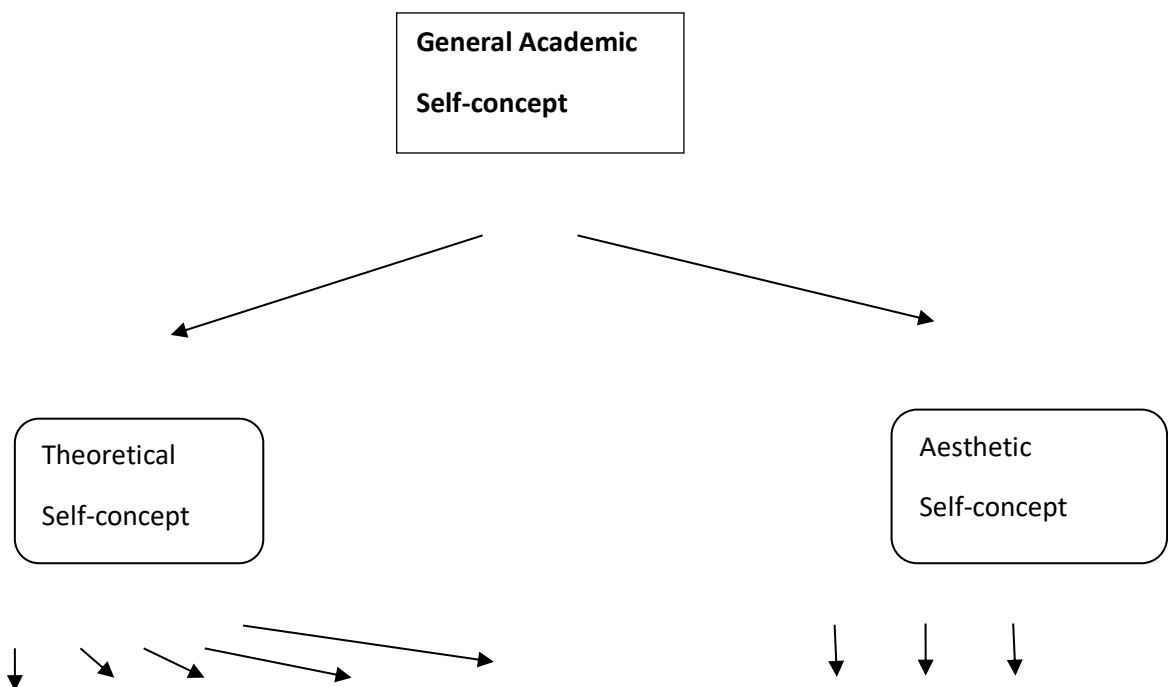 General Academic
Self-concept
Theoretical
Self-concept
Aesthetic
Self-concept